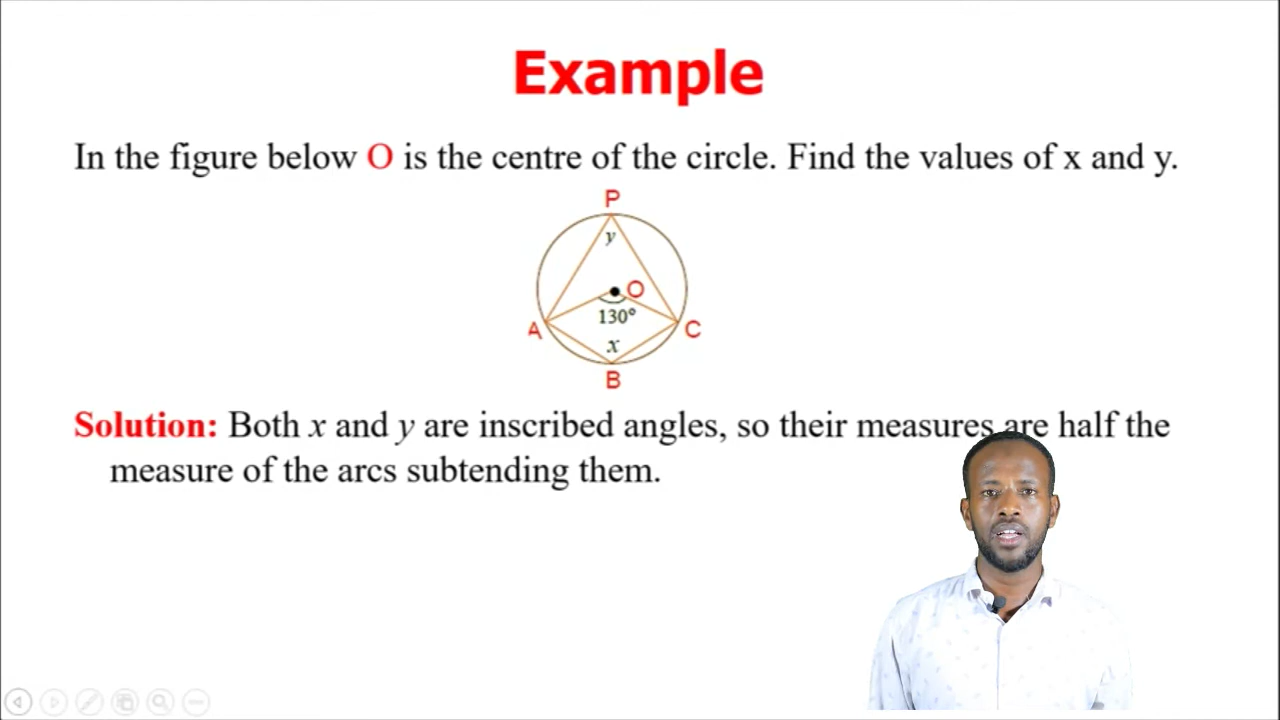 Example
In the figure below O is the centre of the circle. Find the values of x and y.
P
y
O
130°
A
C
x
B
Solution: Both x and y are inscribed angles, so their measures are half the
measure of the arcs subtending them.